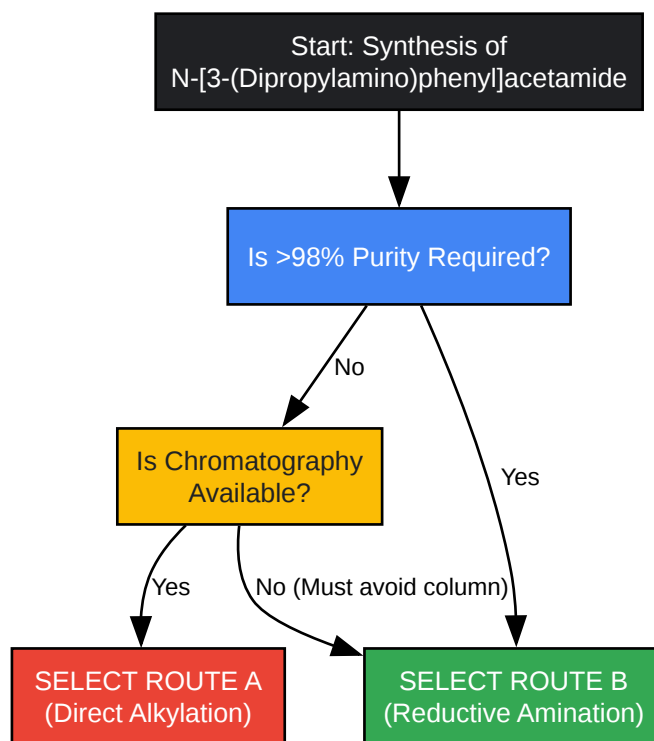 Start: Synthesis of
N-[3-(Dipropylamino)phenyl]acetamide
Is >98% Purity Required?
No
Is Chromatography
Available?
Yes
Yes
No (Must avoid column)
SELECT ROUTE A
(Direct Alkylation)
SELECT ROUTE B
(Reductive Amination)